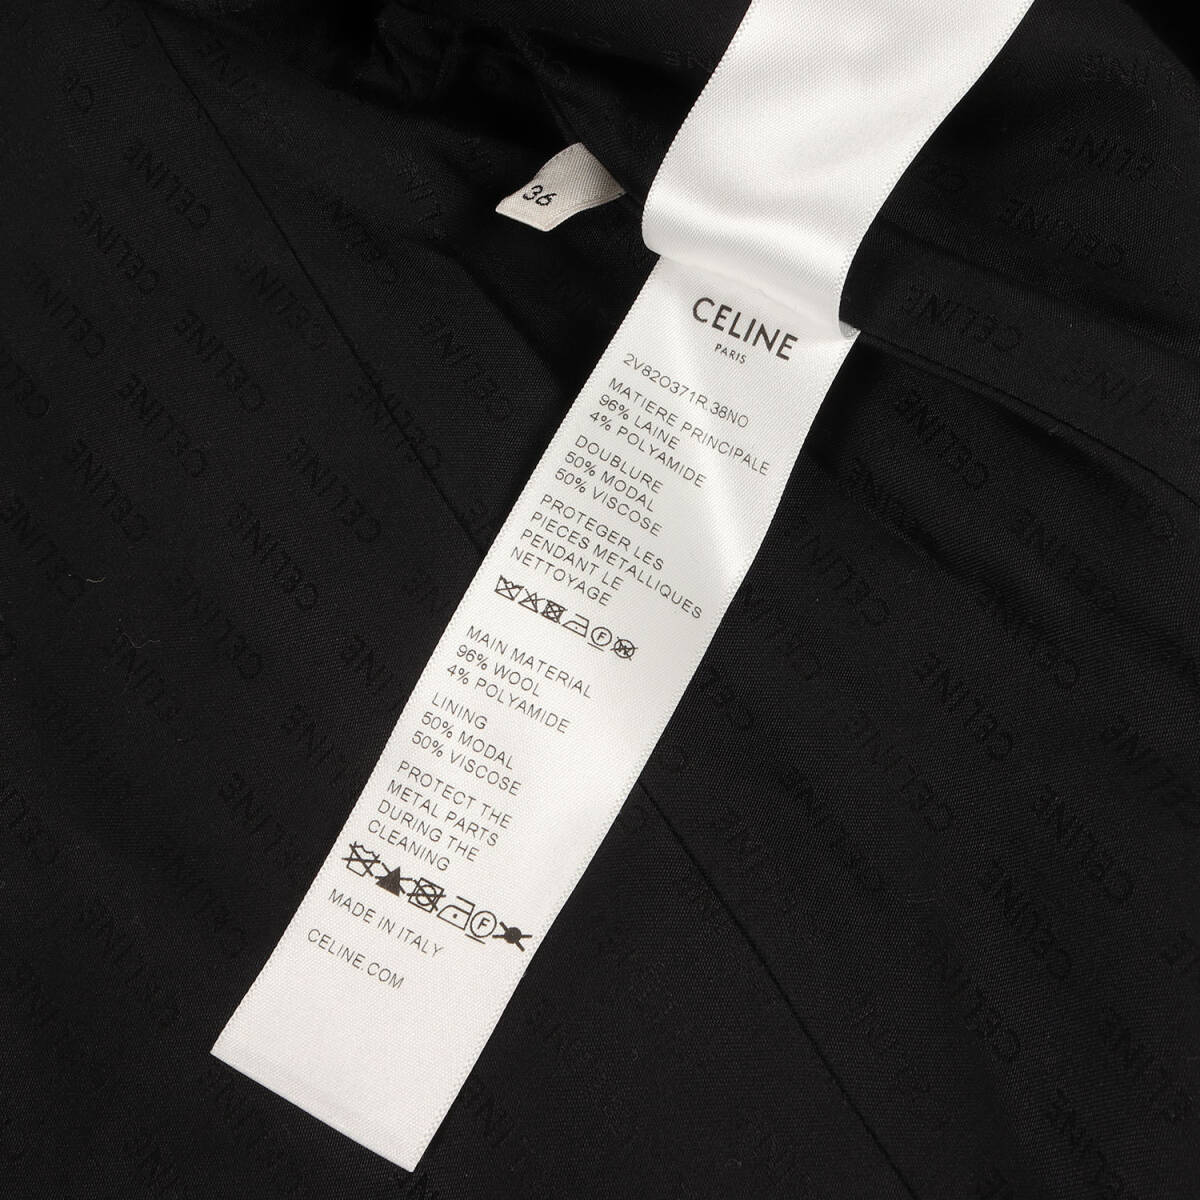 36
CELINE
PARIS
2V82O371R.38NO
MATIERE PRINCIPALE
96% LAINE
4% POLYAMIDE
DOUBLURE
50% MODAL
50% VISCOSE
PROTEGER LES
PIECES METALLIQUES
PENDANT LE
NETTOYAGE
F W
MAIN MATERIAL
96% WOOL
4% POLYAMIDE
LINING
50% MODAL
50% VISCOSE
PROTECT THE
METAL PARTS
DURING THE
CLEANING
F
MADE IN ITALY
CELINE.COM